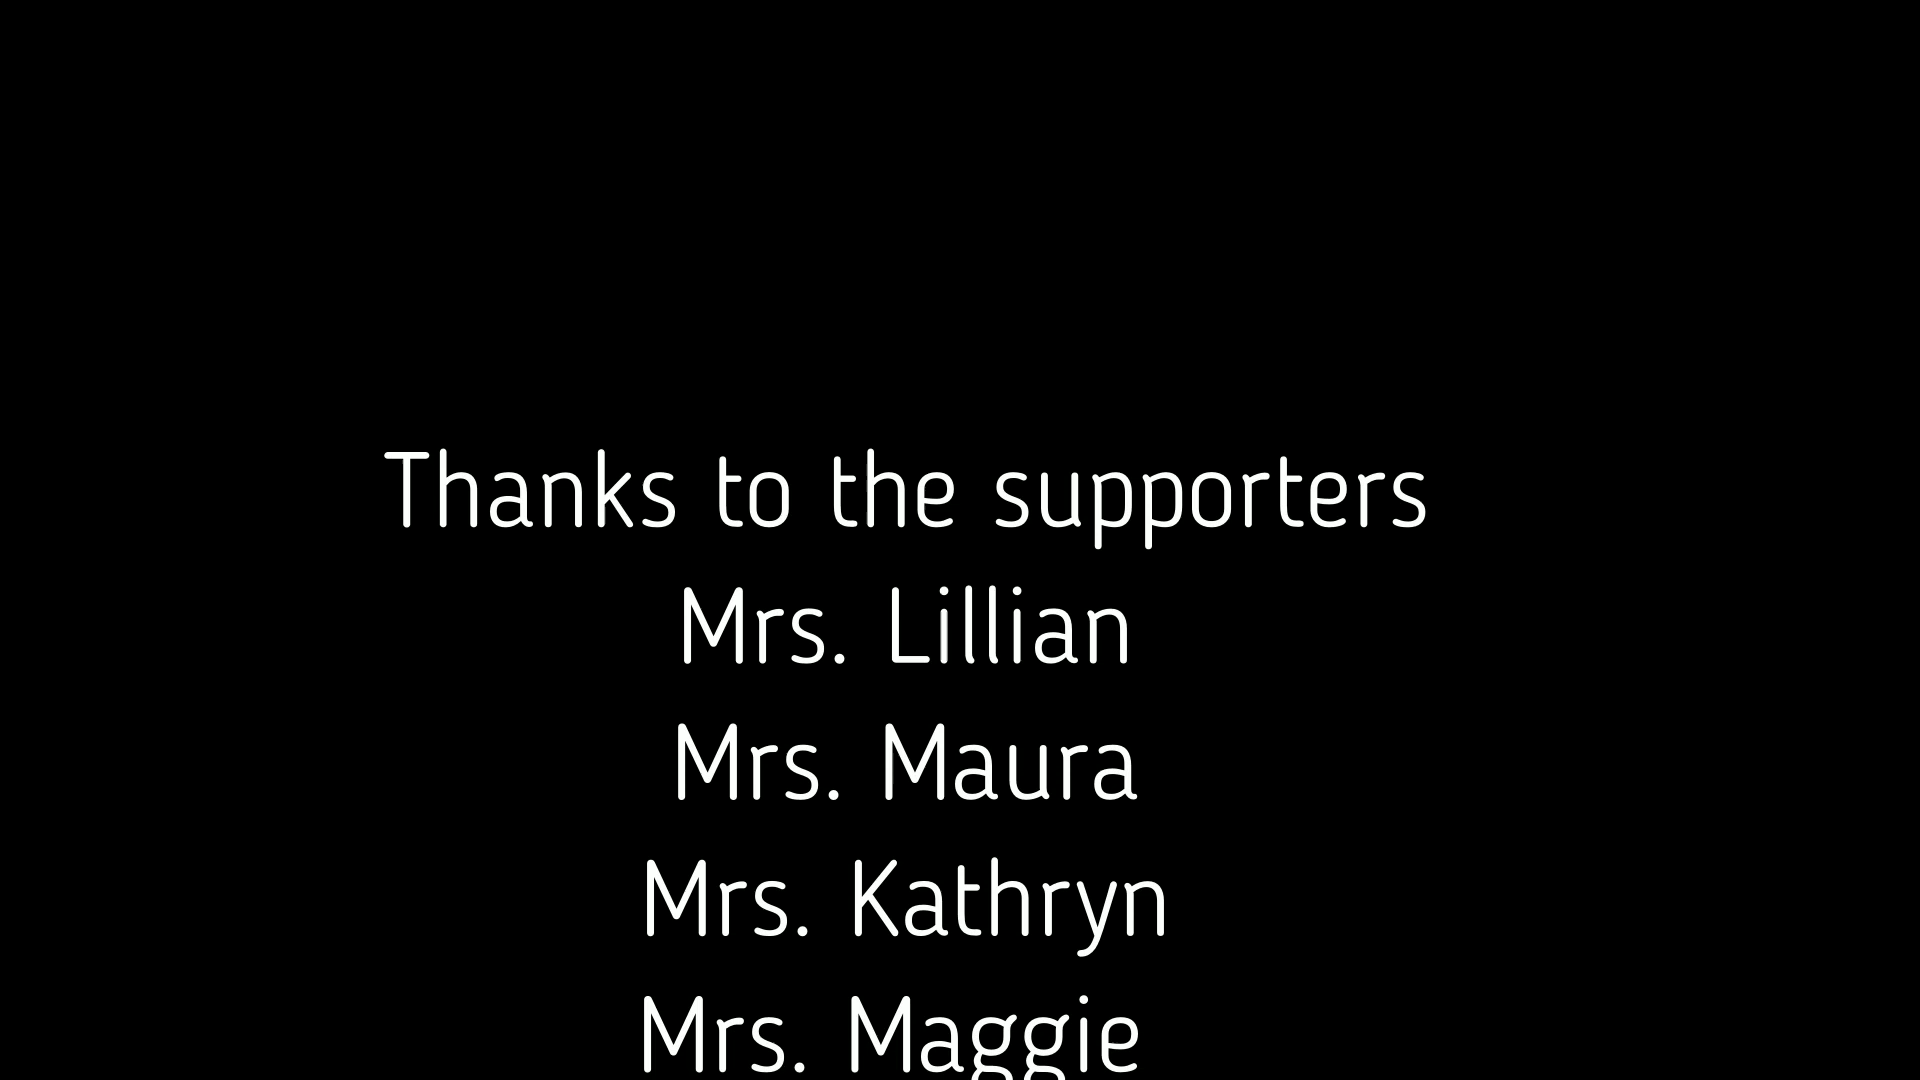 Thanks to the supporters
Mrs. Lillian
Mrs. Maura
Mrs. Kathryn
Mrs. Maggie